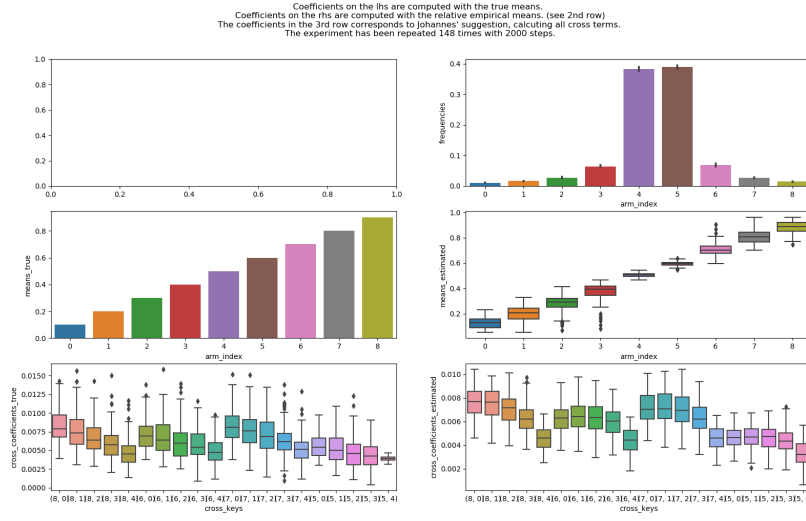 Coefficients on the lhs are computed with the true means.
Coefficients on the rhs are computed with the relative empirical means. (see 2nd row)
The coefficients in the 3rd row corresponds to Johannes' suggestion, calcuting all cross terms.
The experiment has been repeated 148 times with 2000 steps.
1.0
0.8
0.6
0.4
0.2
0.0
0.0 0.2 0.4 0.6 0.8 1.0
frequencies
0.4
0.3
0.2
0.1
0.0
0 1 2 3 4 5 6 7 8
arm_index
means_true
0.8
0.6
0.4
0.2
0.0
0 1 2 3 4 5 6 7 8
arm_index
means_estimated
1.0
0.8
0.6
0.4
0.2
0 1 2 3 4 5 6 7 8
arm_index
cross_coefficients_true
0.0150
0.0125
0.0100
0.0075
0.0050
0.0025
0.0000
cross_keys
cross_coefficients_estimated
0.010
0.008
0.006
0.004
0.002
cross_keys